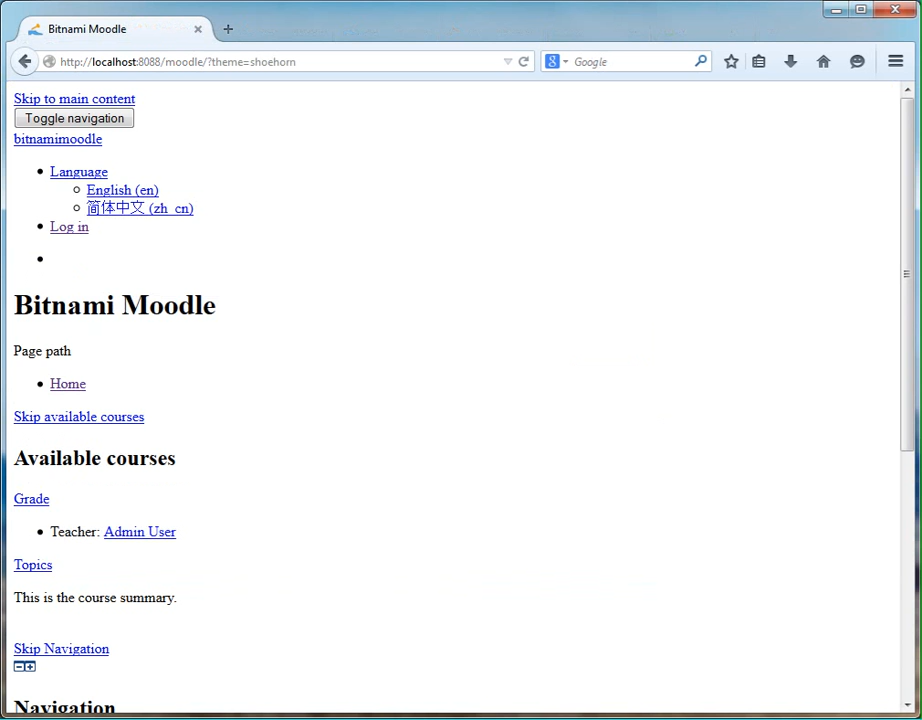 Bitnami Moodle
http://localhost:8088/moodle/?theme=shoehorn
Google
Skip to main content
Toggle navigation
bitnamimoodle
Language
English (en)
简体中文 (zh_cn)
Log in
Bitnami Moodle
Page path
Home
Skip available courses
Available courses
Grade
Teacher: Admin User
Topics
This is the course summary.
Skip Navigation
Navigation